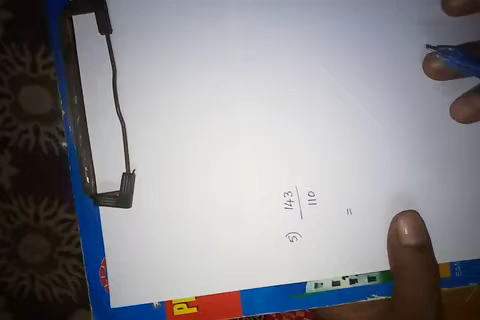 5) 143
110
=